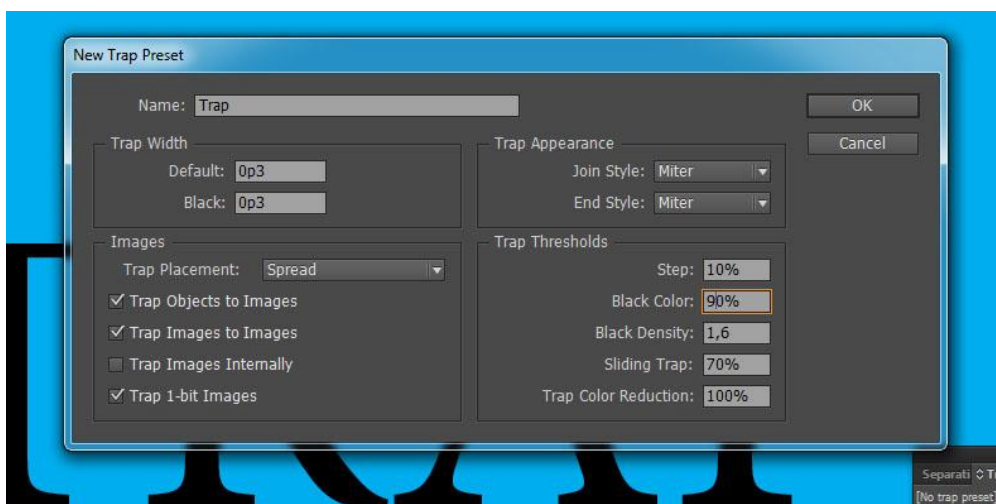 New Trap Preset
Name: Trap
OK
Cancel
Trap Width
Default: 0p3
Black: 0p3
Trap Appearance
Join Style: Miter
End Style: Miter
Images
Trap Placement: Spread
Trap Objects to Images
Trap Images to Images
Trap Images Internally
Trap 1-bit Images
Trap Thresholds
Step: 10%
Black Color: 90%
Black Density: 1,6
Sliding Trap: 70%
Trap Color Reduction: 100%
Separati
[No trap preset